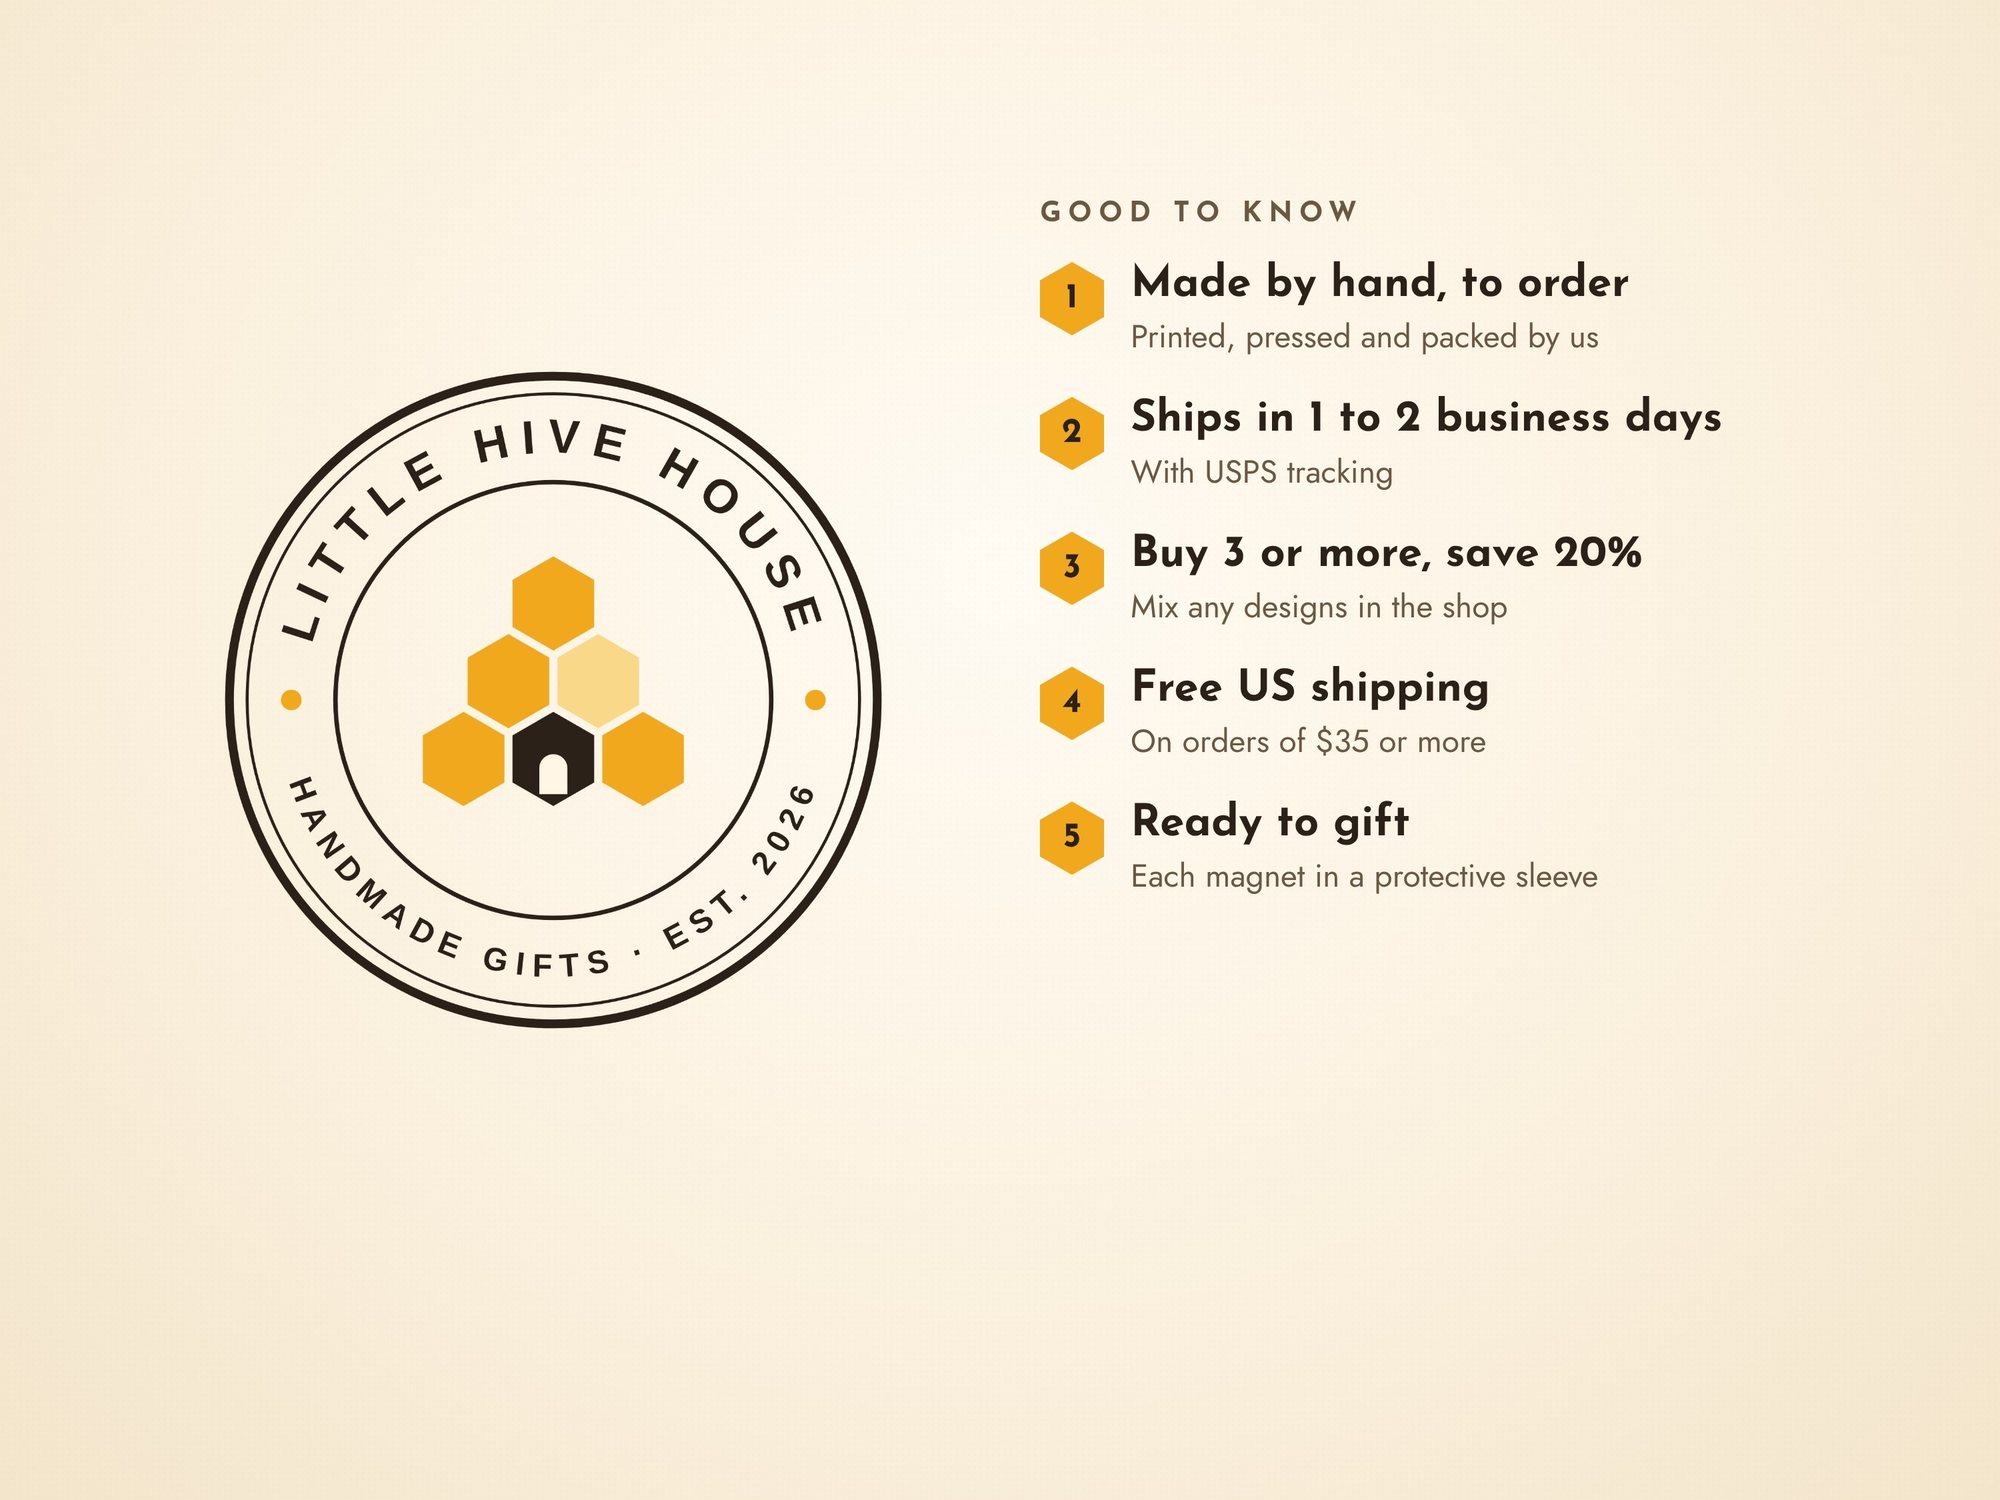 LITTLE HIVE HOUSE
HANDMADE GIFTS · EST. 2026
GOOD TO KNOW
1
Made by hand, to order
Printed, pressed and packed by us
2
Ships in 1 to 2 business days
With USPS tracking
3
Buy 3 or more, save 20%
Mix any designs in the shop
4
Free US shipping
On orders of $35 or more
5
Ready to gift
Each magnet in a protective sleeve